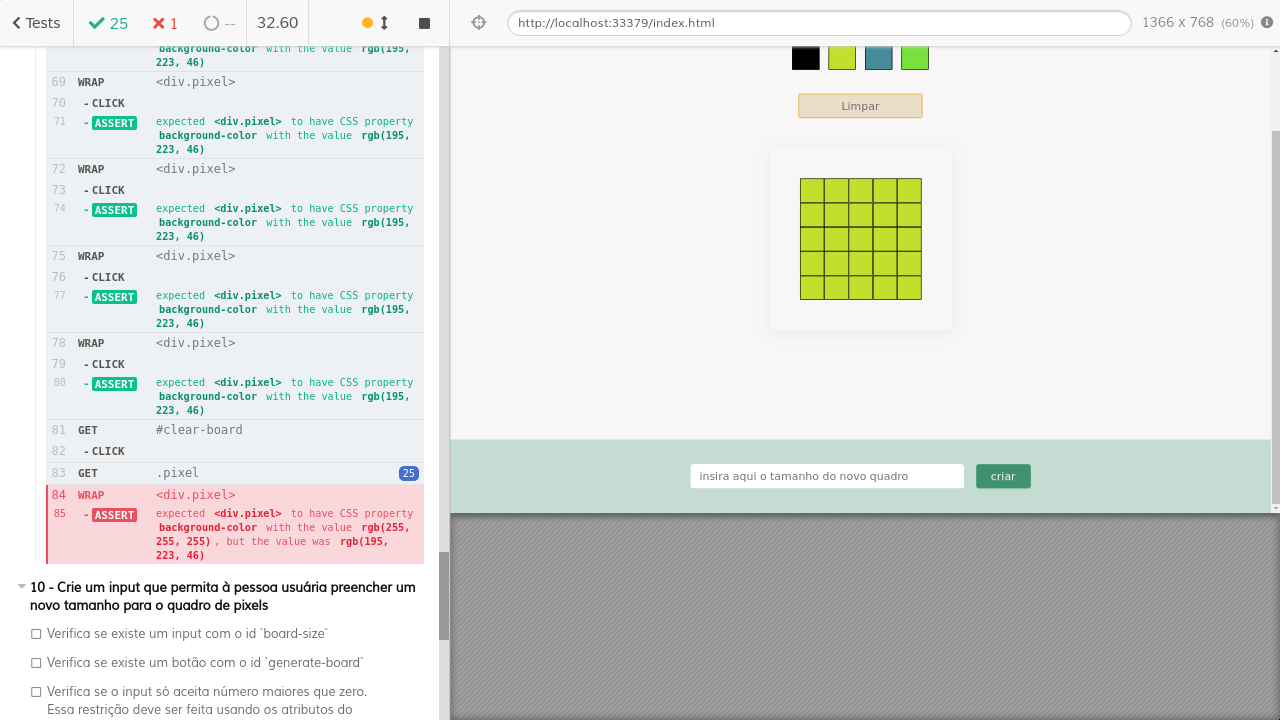 Tests
25
1
--
32.60
http://localhost:33379/index.html
1366 x 768 (60%)
background-color with the value rgb(195,
223, 46)
69 WRAP <div.pixel>
70 - CLICK
71 - ASSERT expected <div.pixel> to have CSS property
background-color with the value rgb(195,
223, 46)
72 WRAP <div.pixel>
73 - CLICK
74 - ASSERT expected <div.pixel> to have CSS property
background-color with the value rgb(195,
223, 46)
75 WRAP <div.pixel>
76 - CLICK
77 - ASSERT expected <div.pixel> to have CSS property
background-color with the value rgb(195,
223, 46)
78 WRAP <div.pixel>
79 - CLICK
80 - ASSERT expected <div.pixel> to have CSS property
background-color with the value rgb(195,
223, 46)
81 GET #clear-board
82 - CLICK
83 GET .pixel 25
84 WRAP <div.pixel>
85 - ASSERT expected <div.pixel> to have CSS property
background-color with the value rgb(255,
255, 255) , but the value was rgb(195,
223, 46)
10 - Crie um input que permita à pessoa usuária preencher um
novo tamanho para o quadro de pixels
Verifica se existe um input com o id `board-size`
Verifica se existe um botão com o id `generate-board`
Verifica se o input só aceita número maiores que zero.
Essa restrição deve ser feita usando os atributos do
Limpar
insira aqui o tamanho do novo quadro
criar